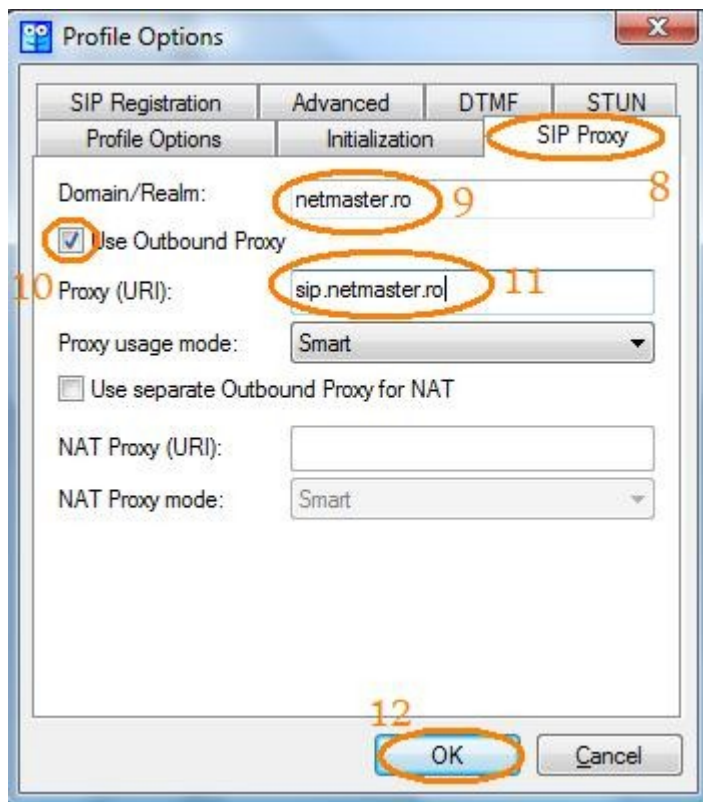 Profile Options
SIP Registration Advanced DTMF STUN
Profile Options Initialization SIP Proxy
8
Domain/Realm: netmaster.ro 9
Use Outbound Proxy
10 Proxy (URI): sip.netmaster.ro 11
Proxy usage mode: Smart
Use separate Outbound Proxy for NAT
NAT Proxy (URI):
NAT Proxy mode: Smart
12
OK Cancel